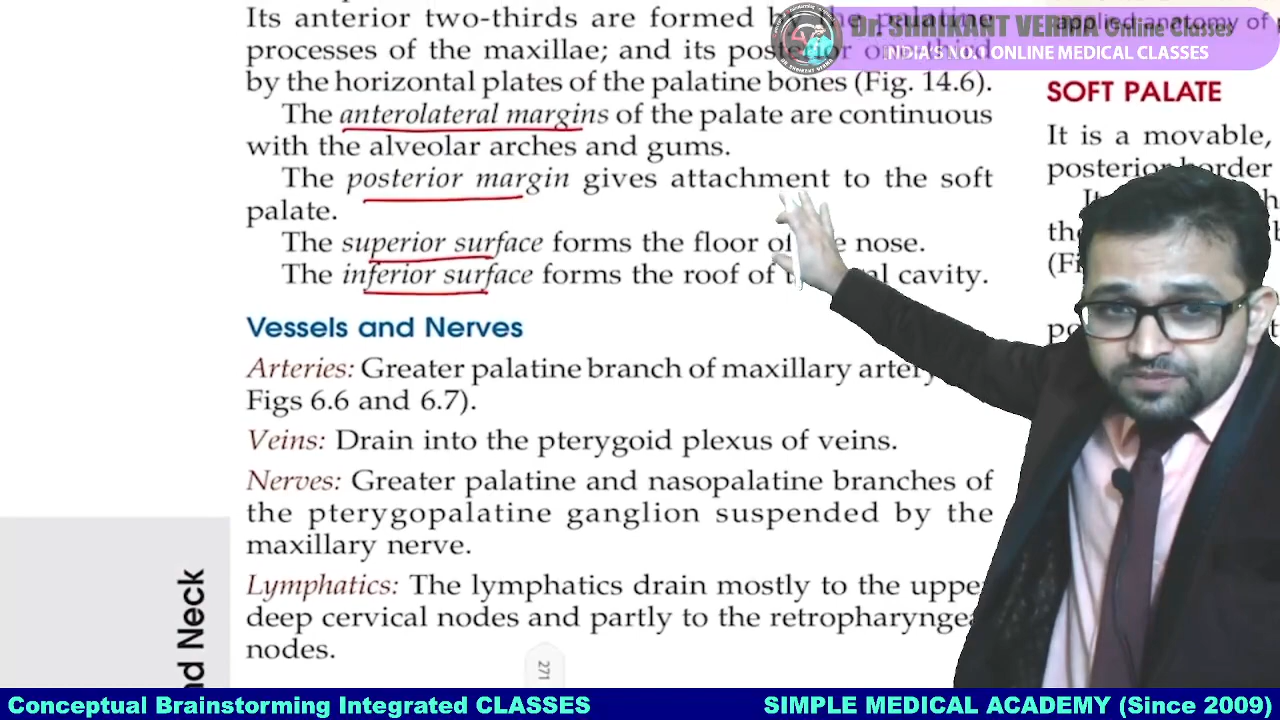 Its anterior two-thirds are formed by the palatine
processes of the maxillae; and its posterior one-third
by the horizontal plates of the palatine bones (Fig. 14.6).
The anterolateral margins of the palate are continuous
with the alveolar arches and gums.
The posterior margin gives attachment to the soft
palate.
The superior surface forms the floor of nose.
The inferior surface forms the roof of cavity.
Vessels and Nerves
Arteries: Greater palatine branch of maxillary artery
Figs 6.6 and 6.7).
Veins: Drain into the pterygoid plexus of veins.
Nerves: Greater palatine and nasopalatine branches of
the pterygopalatine ganglion suspended by the
maxillary nerve.
Lymphatics: The lymphatics drain mostly to the upper
deep cervical nodes and partly to the retropharyngeal
nodes.
271
Neck
Dr. SHRIKANT VERMA Online Classes
INDIA'S NO.1 ONLINE MEDICAL CLASSES
applied anatomy of
SOFT PALATE
It is a movable,
posterior border
Conceptual Brainstorming Integrated CLASSES
SIMPLE MEDICAL ACADEMY (Since 2009)